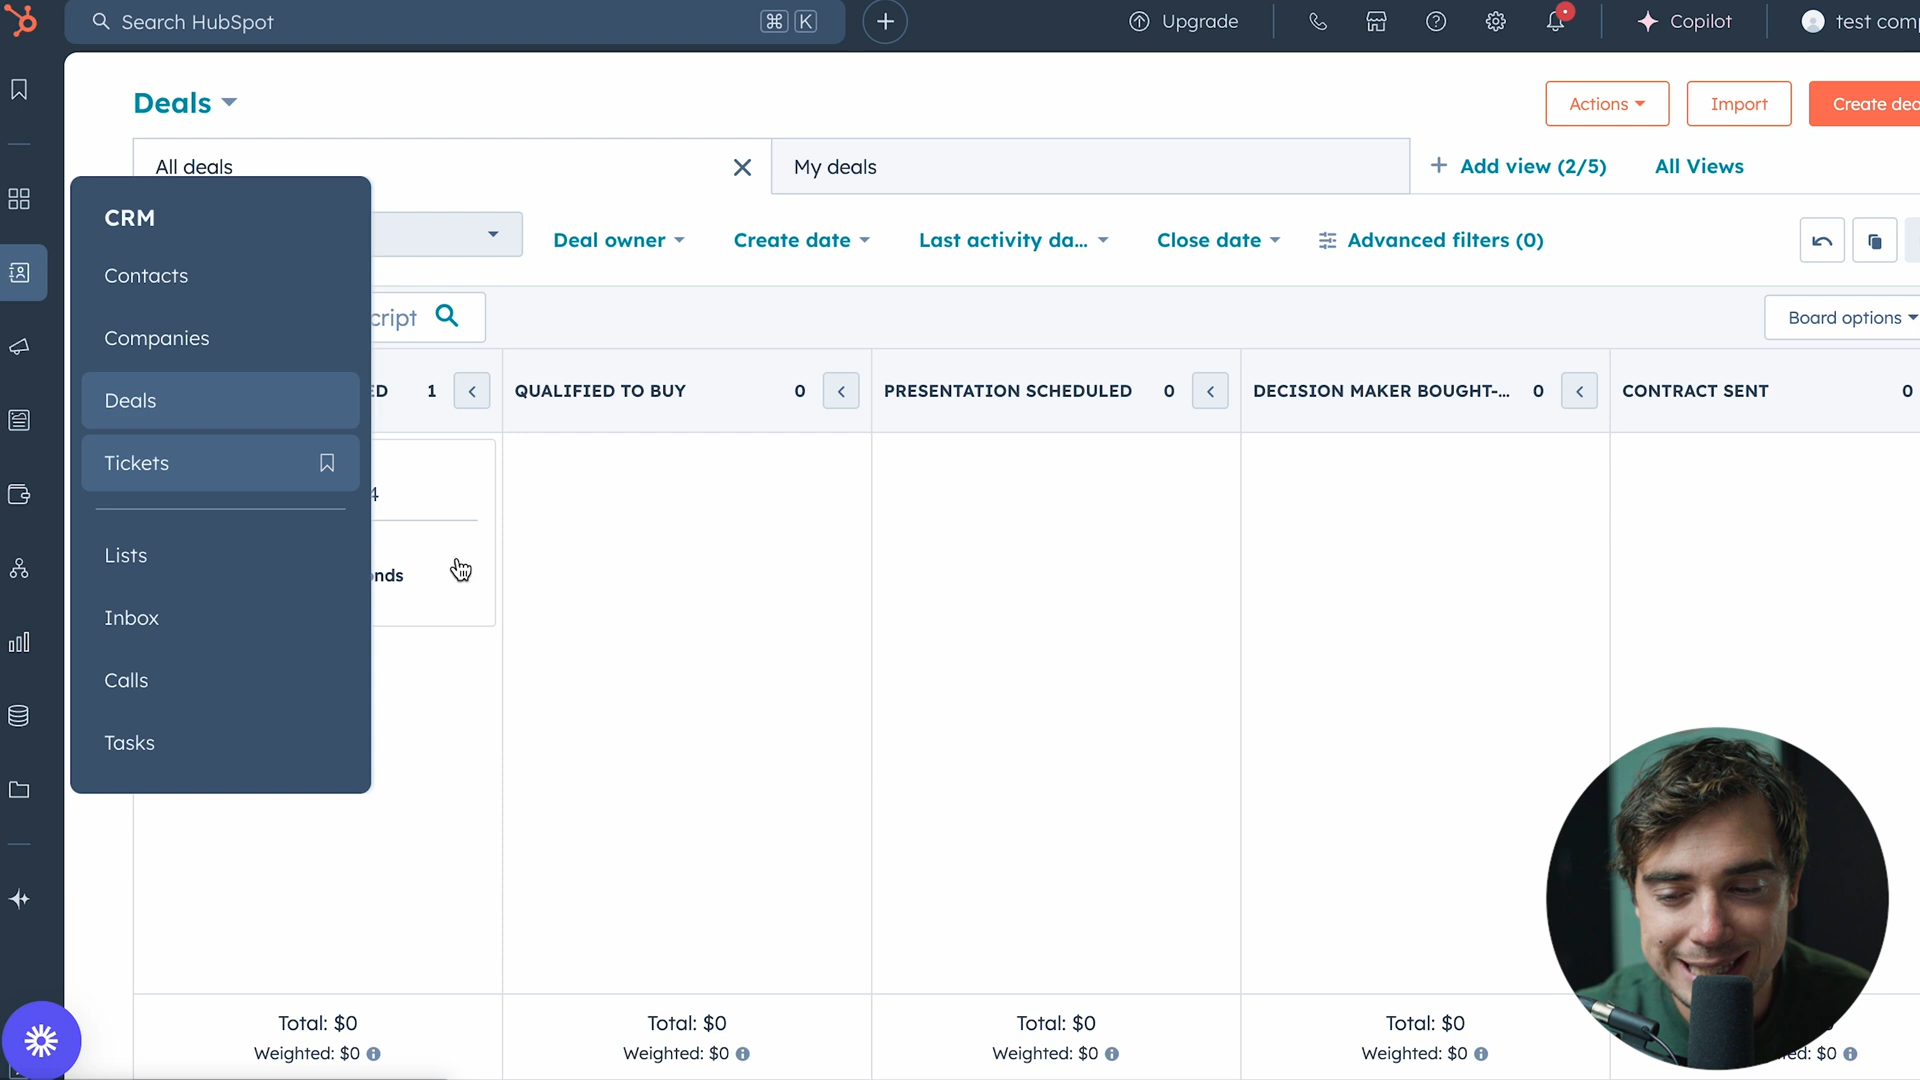 Search HubSpot
⌘ K
Upgrade
Copilot
test com
Deals
Actions
Import
Create dea
All deals
My deals
+ Add view (2/5)
All Views
CRM
Contacts
Companies
Deals
Tickets
Lists
Inbox
Calls
Tasks
Deal owner
Create date
Last activity da...
Close date
Advanced filters (0)
cript
Board options
ED 1
QUALIFIED TO BUY 0
PRESENTATION SCHEDULED 0
DECISION MAKER BOUGHT-... 0
CONTRACT SENT 0
4
onds
Total: $0
Weighted: $0
Total: $0
Weighted: $0
Total: $0
Weighted: $0
Total: $0
Weighted: $0
ed: $0